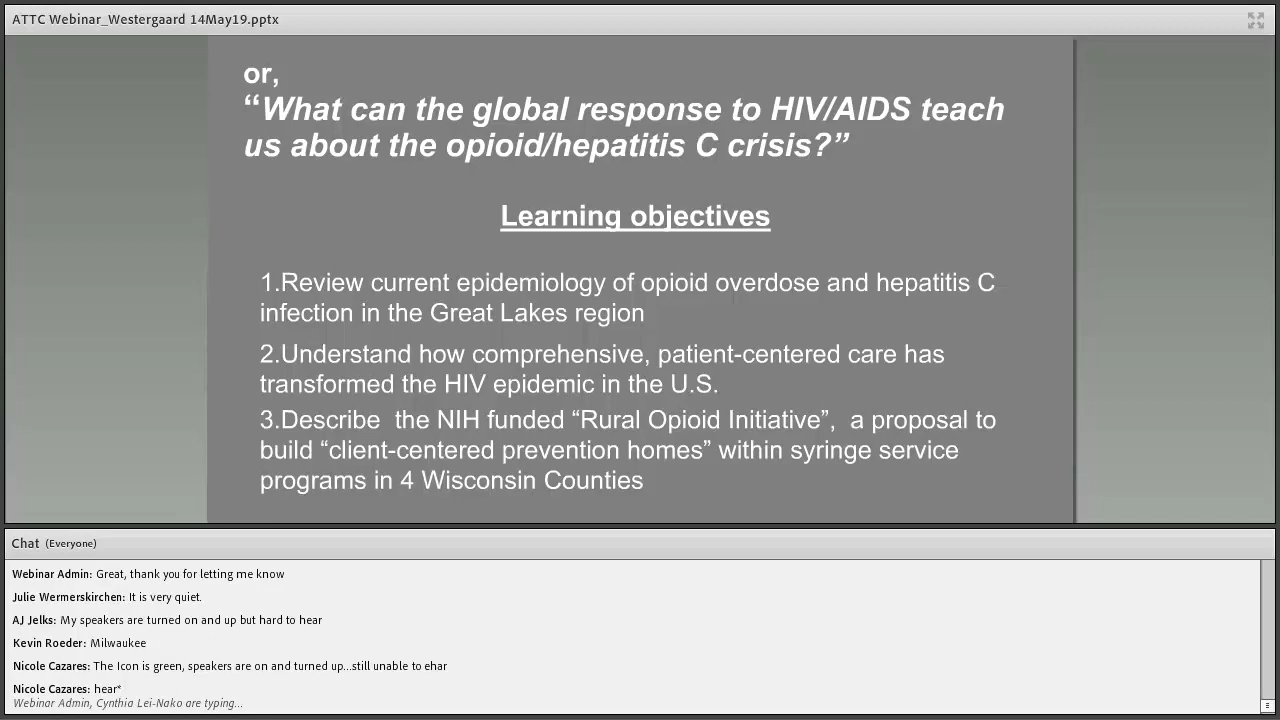 ATTC Webinar_Westergaard 14May19.pptx
or,
“What can the global response to HIV/AIDS teach
us about the opioid/hepatitis C crisis?”
Learning objectives
1.Review current epidemiology of opioid overdose and hepatitis C
infection in the Great Lakes region
2.Understand how comprehensive, patient-centered care has
transformed the HIV epidemic in the U.S.
3.Describe  the NIH funded “Rural Opioid Initiative”,  a proposal to
build “client-centered prevention homes” within syringe service
programs in 4 Wisconsin Counties
Chat (Everyone)
Webinar Admin: Great, thank you for letting me know
Julie Wermerskirchen: It is very quiet.
AJ Jelks: My speakers are turned on and up but hard to hear
Kevin Roeder: Milwaukee
Nicole Cazares: The Icon is green, speakers are on and turned up...still unable to ehar
Nicole Cazares: hear*
Webinar Admin, Cynthia Lei-Nako are typing...